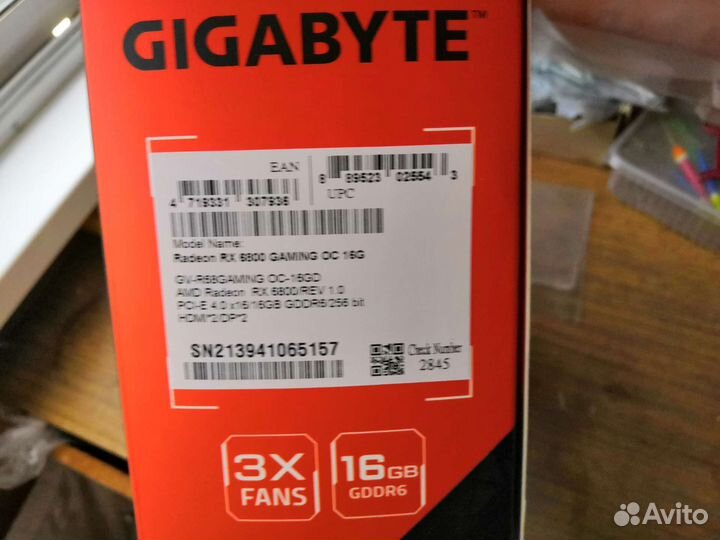 GIGABYTE™
EAN
4 719331 307936
8 89523 02554 3
UPC
Model Name:
Radeon RX 6800 GAMING OC 16G
GV-R68GAMING OC-16GD
AMD Radeon RX 6800/REV 1.0
PCI-E 4.0 x16/16GB GDDR6/256 bit
HDMI*2/DP*2
SN213941065157
Check Number
2845
3X
FANS
16GB
GDDR6
Avito